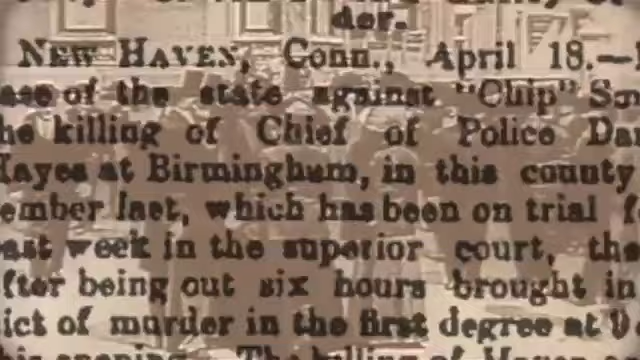 der.
NEW HAVEN, Conn., April 18.—
of the state against "Chip" Sm
he killing of Chief of Police Da
Hayes at Birmingham, in this county
ember last, which has been on trial f
ast week in the superior court, the
fter being out six hours brought in
ict of murder in the first degree at 9